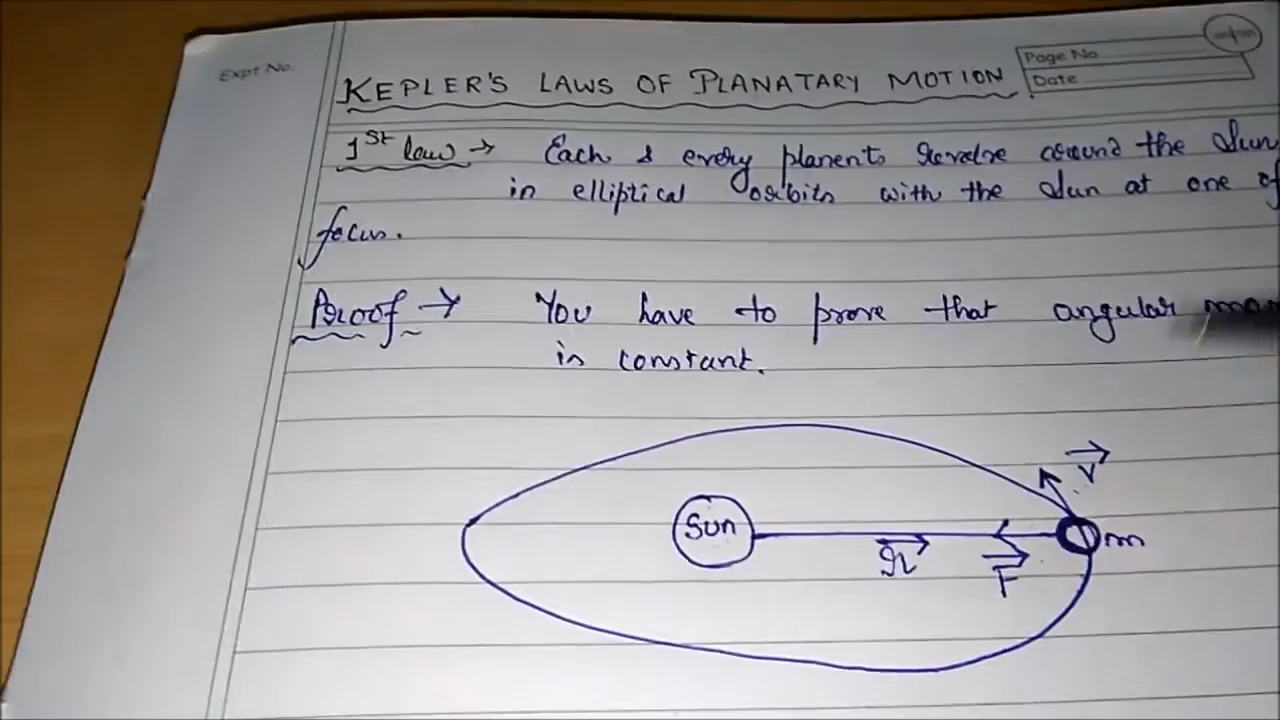 Expt No.
Page No
Date
KEPLER'S LAWS OF PLANATARY MOTION
1st law → Each & every planents revolve around the Sun
in elliptical orbits with the Sun at one of
focus.
Proof → You have to prove that angular
is constant.
V
Sun
m
r
F